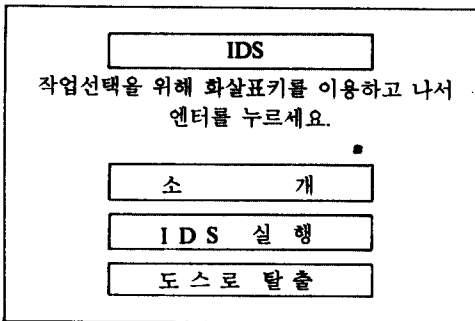 IDS
작업선택을 위해 화살표키를 이용하고 나서
엔터를 누르세요.
소 개
I D S 실 행
도 스 로 탈 출